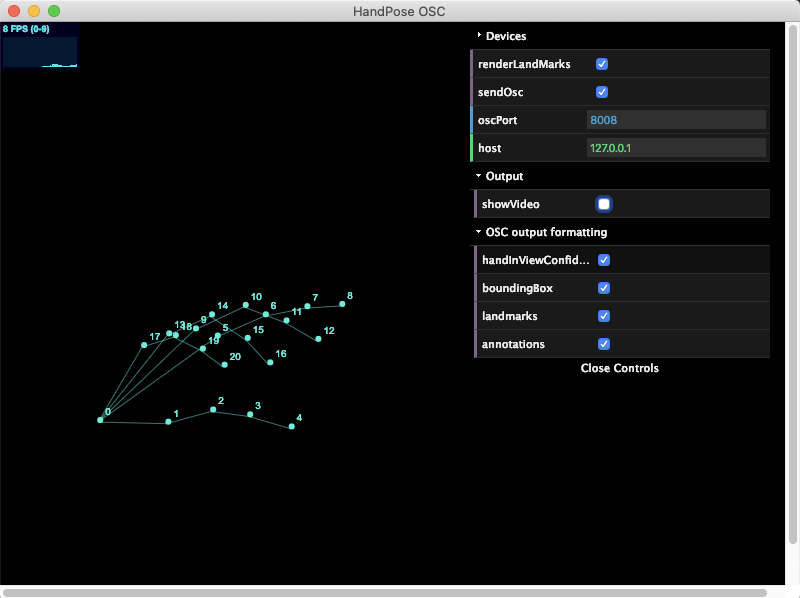 HandPose OSC
8 FPS (0-9)
Devices
renderLandMarks
sendOsc
oscPort 8008
host 127.0.0.1
Output
showVideo
OSC output formatting
handInViewConfid...
boundingBox
landmarks
annotations
Close Controls
10
8
14
7
6
9
11
13
18
5
12
17
15
19
16
20
2
3
0
1
4